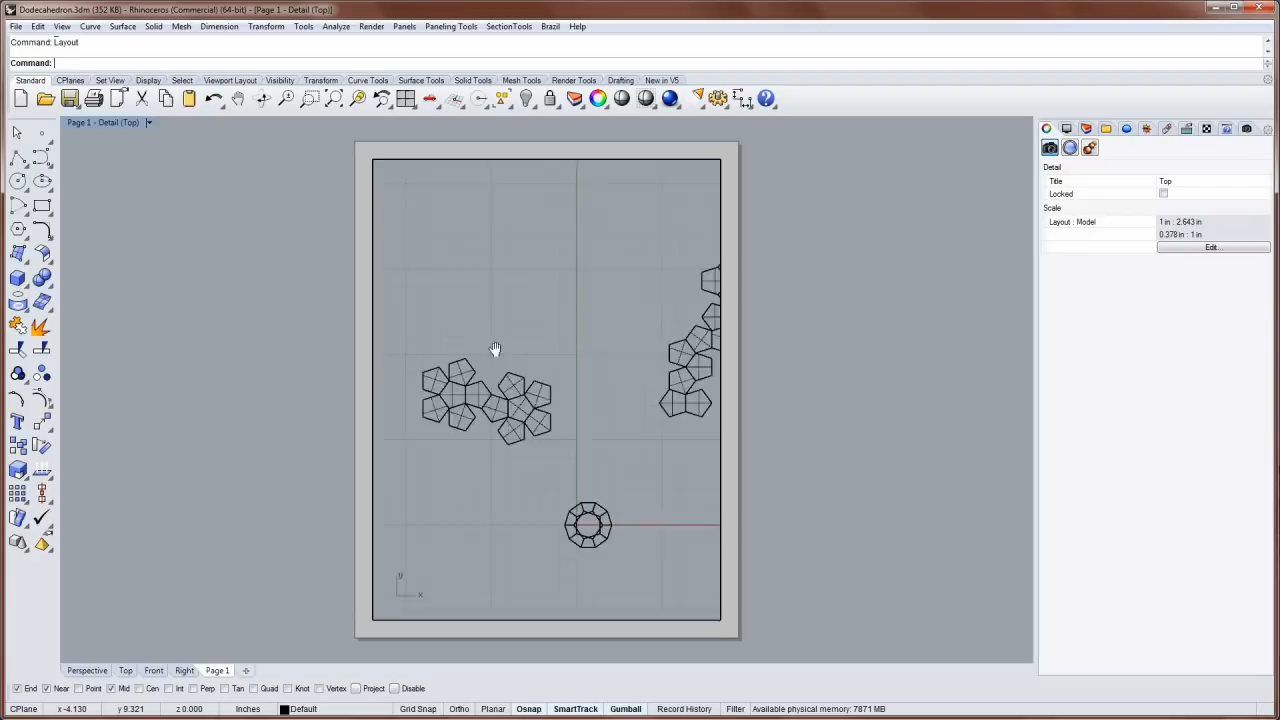 Dodecahedron.3dm (352 KB) - Rhinoceros (Commercial) (64-bit) - [Page 1 - Detail (Top)]
File Edit View Curve Surface Solid Mesh Dimension Transform Tools Analyze Render Panels Paneling Tools SectionTools Brazil Help
Command: Layout
Command:
Standard CPlanes Set View Display Select Viewport Layout Visibility Transform Curve Tools Surface Tools Solid Tools Mesh Tools Render Tools Drafting New in V5
Page 1 - Detail (Top)
Detail
Title Top
Locked
Scale
Layout : Model 1 in : 2.643 in
0.378 in : 1 in
Edit...
y
x
Perspective Top Front Right Page 1
End Near Point Mid Cen Int Perp Tan Quad Knot Vertex Project Disable
CPlane x -4.130 y 9.321 z 0.000 Inches Default Grid Snap Ortho Planar Osnap SmartTrack Gumball Record History Filter Available physical memory: 7871 MB